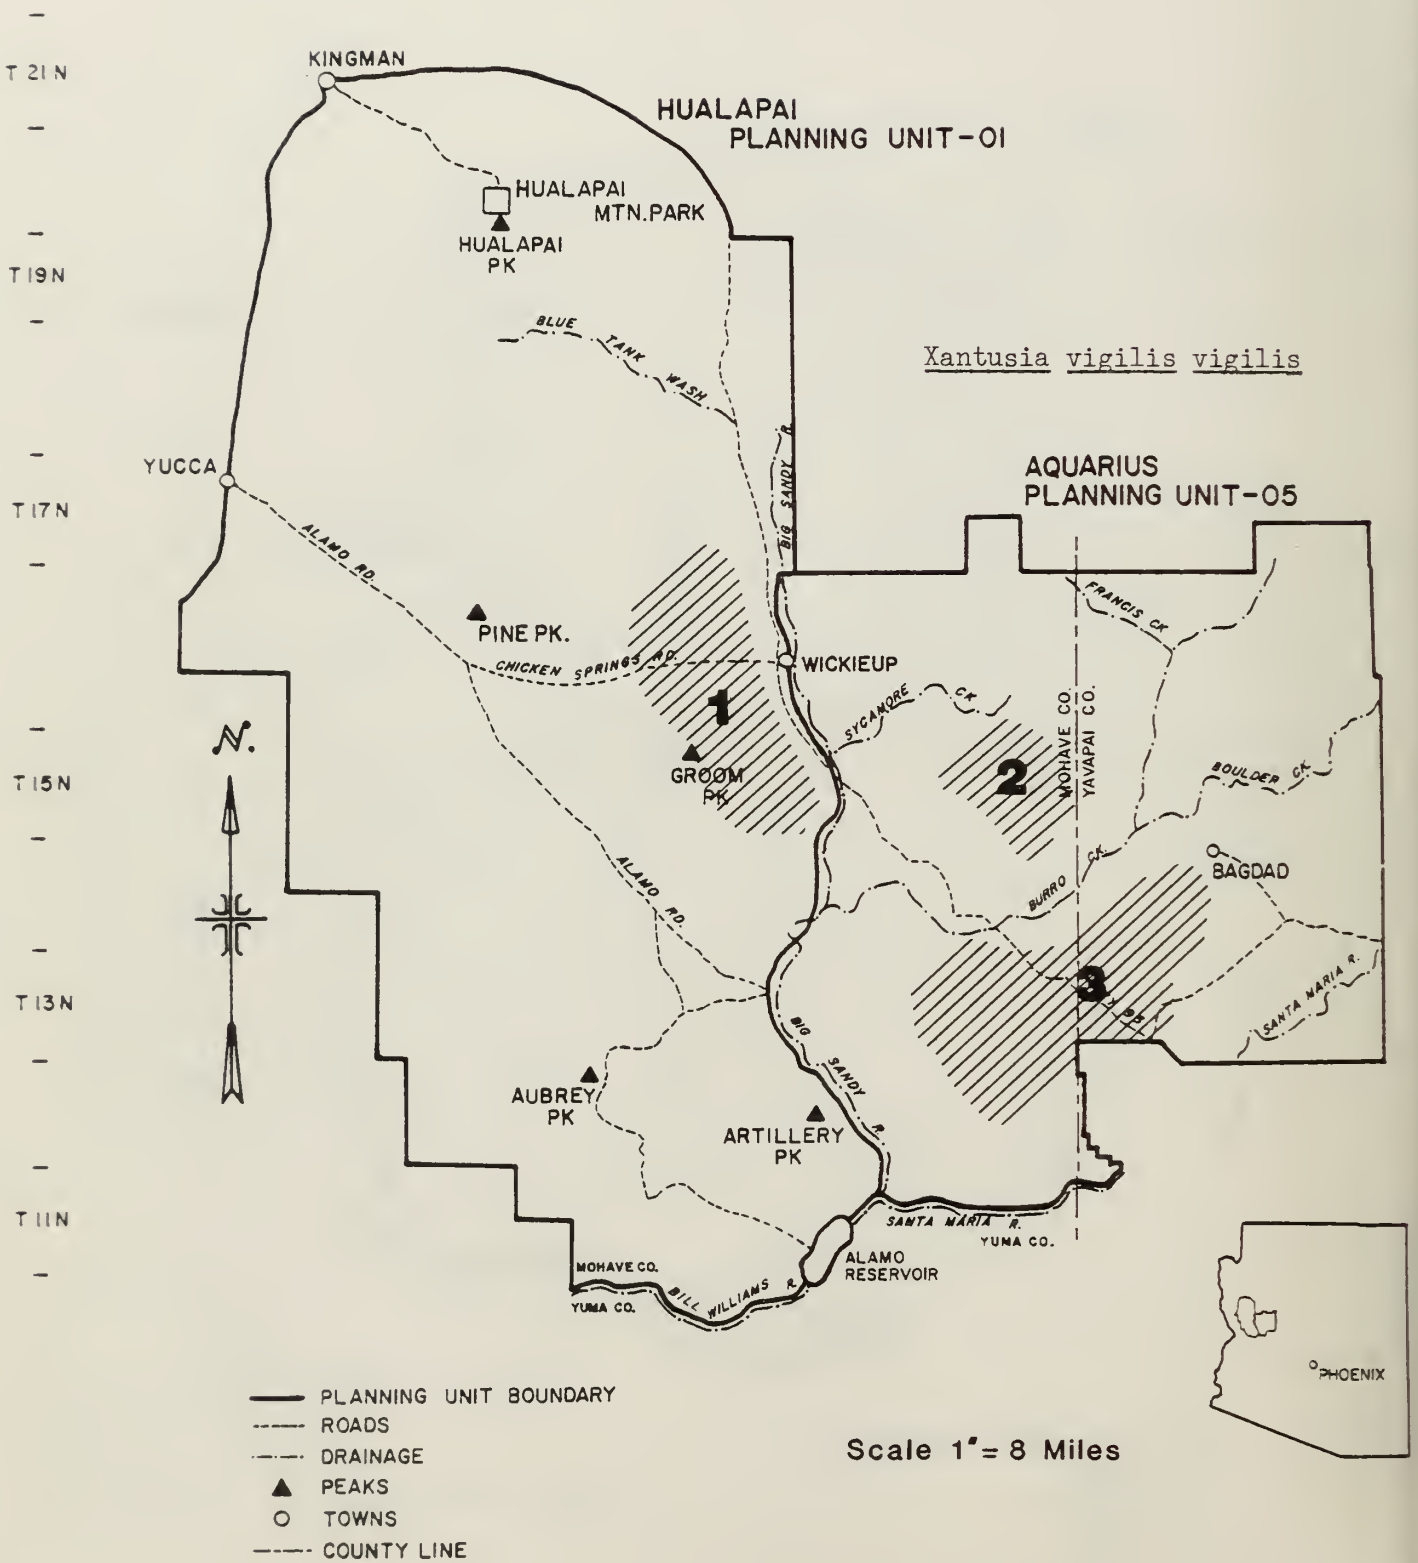 KINGMAN
T 21 N
HUALAPAI
PLANNING UNIT-01
HUALAPAI
MTN. PARK
HUALAPAI
PK
T 19 N
BLUE TANK WASH
Xantusia vigilis vigilis
BIG SANDY R.
YUCCA
AQUARIUS
PLANNING UNIT-05
T 17 N
ALAMO RD.
FRANCIS CK
PINE PK.
CHICKEN SPRINGS RD.
WICKIEUP
1
SYCAMORE CK
MOHAVE CO.
YAVAPAI CO.
N.
2
GROOM
PK
BOULDER CK.
T 15 N
ALAMO RD.
BURRO CK.
BAGDAD
3
93
SANTA MARIA R.
T 13 N
BIG SANDY R.
AUBREY
PK
ARTILLERY
PK
T 11 N
SANTA MARIA R.
YUMA CO.
ALAMO
RESERVOIR
MOHAVE CO.
YUMA CO.
BILL WILLIAMS R.
PHOENIX
PLANNING UNIT BOUNDARY
ROADS
DRAINAGE
PEAKS
TOWNS
COUNTY LINE
Scale 1"= 8 Miles